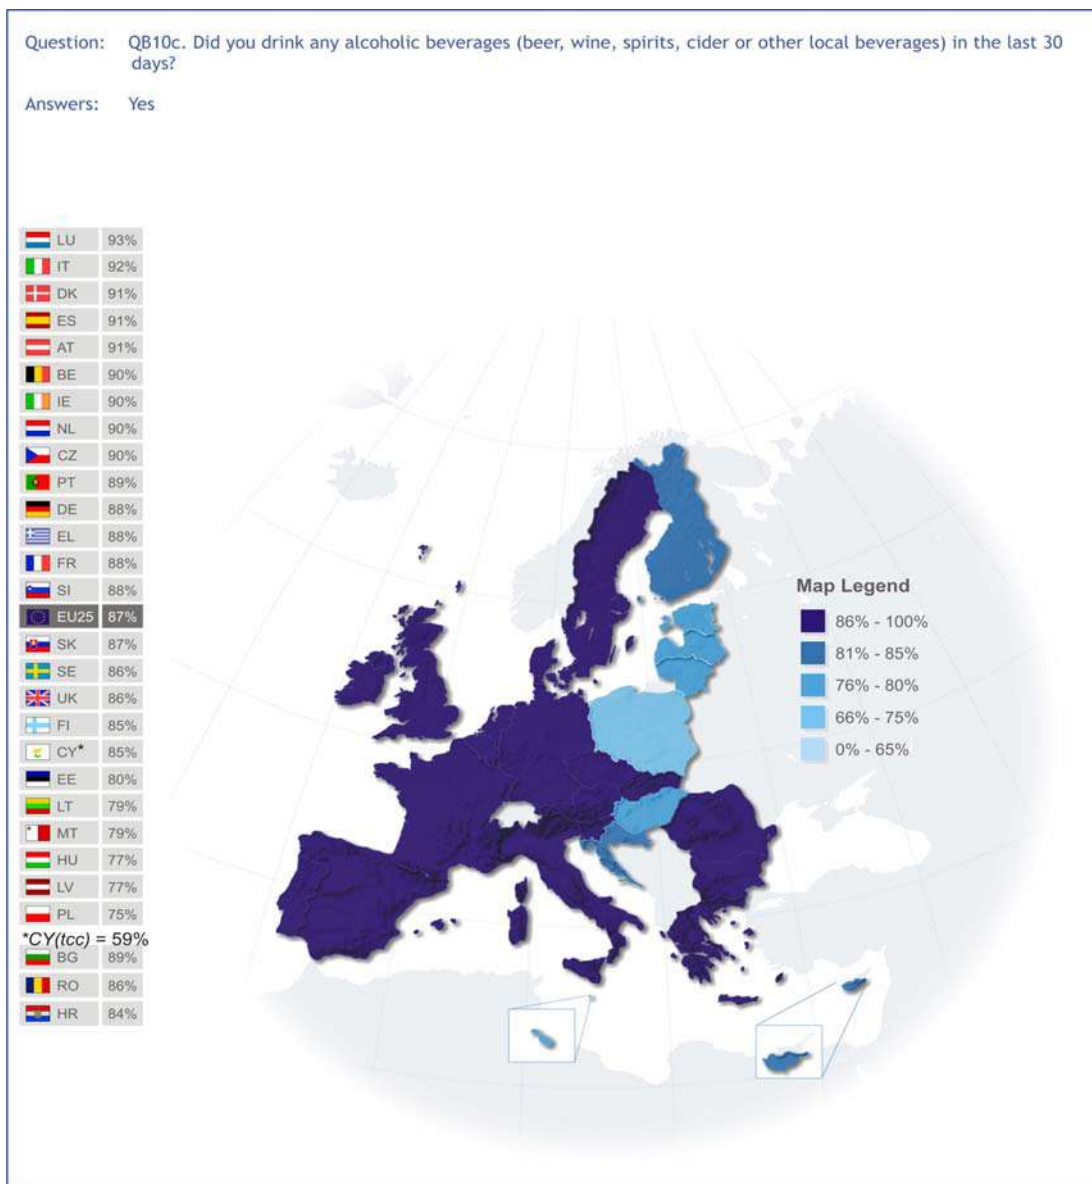 Question: QB10c. Did you drink any alcoholic beverages (beer, wine, spirits, cider or other local beverages) in the last 30
days?
Answers: Yes
LU 93%
IT 92%
DK 91%
ES 91%
AT 91%
BE 90%
IE 90%
NL 90%
CZ 90%
PT 89%
DE 88%
EL 88%
FR 88%
SI 88%
EU25 87%
SK 87%
SE 86%
UK 86%
FI 85%
CY* 85%
EE 80%
LT 79%
MT 79%
HU 77%
LV 77%
PL 75%
*CY(tcc) = 59%
BG 89%
RO 86%
HR 84%
Map Legend
86% - 100%
81% - 85%
76% - 80%
66% - 75%
0% - 65%